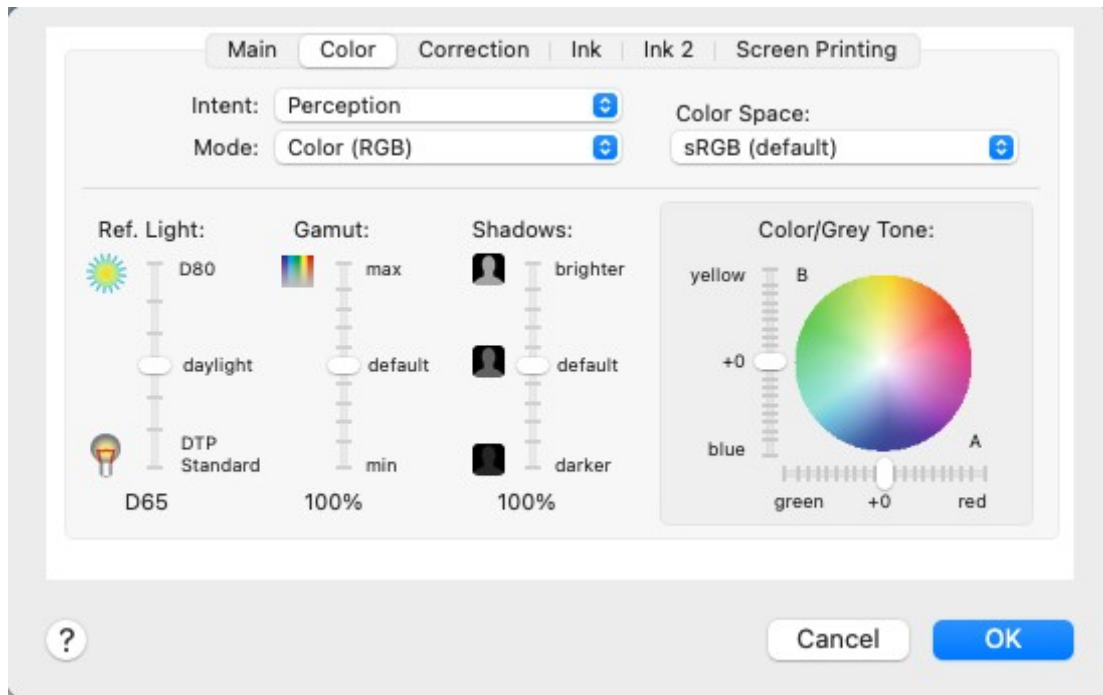 Main Color Correction Ink Ink 2 Screen Printing
Intent: Perception
Mode: Color (RGB)
Color Space:
sRGB (default)
Ref. Light:
D80
daylight
DTP
Standard
D65
Gamut:
max
default
min
100%
Shadows:
brighter
default
darker
100%
Color/Grey Tone:
yellow
B
+0
blue
A
green +0 red
? Cancel OK